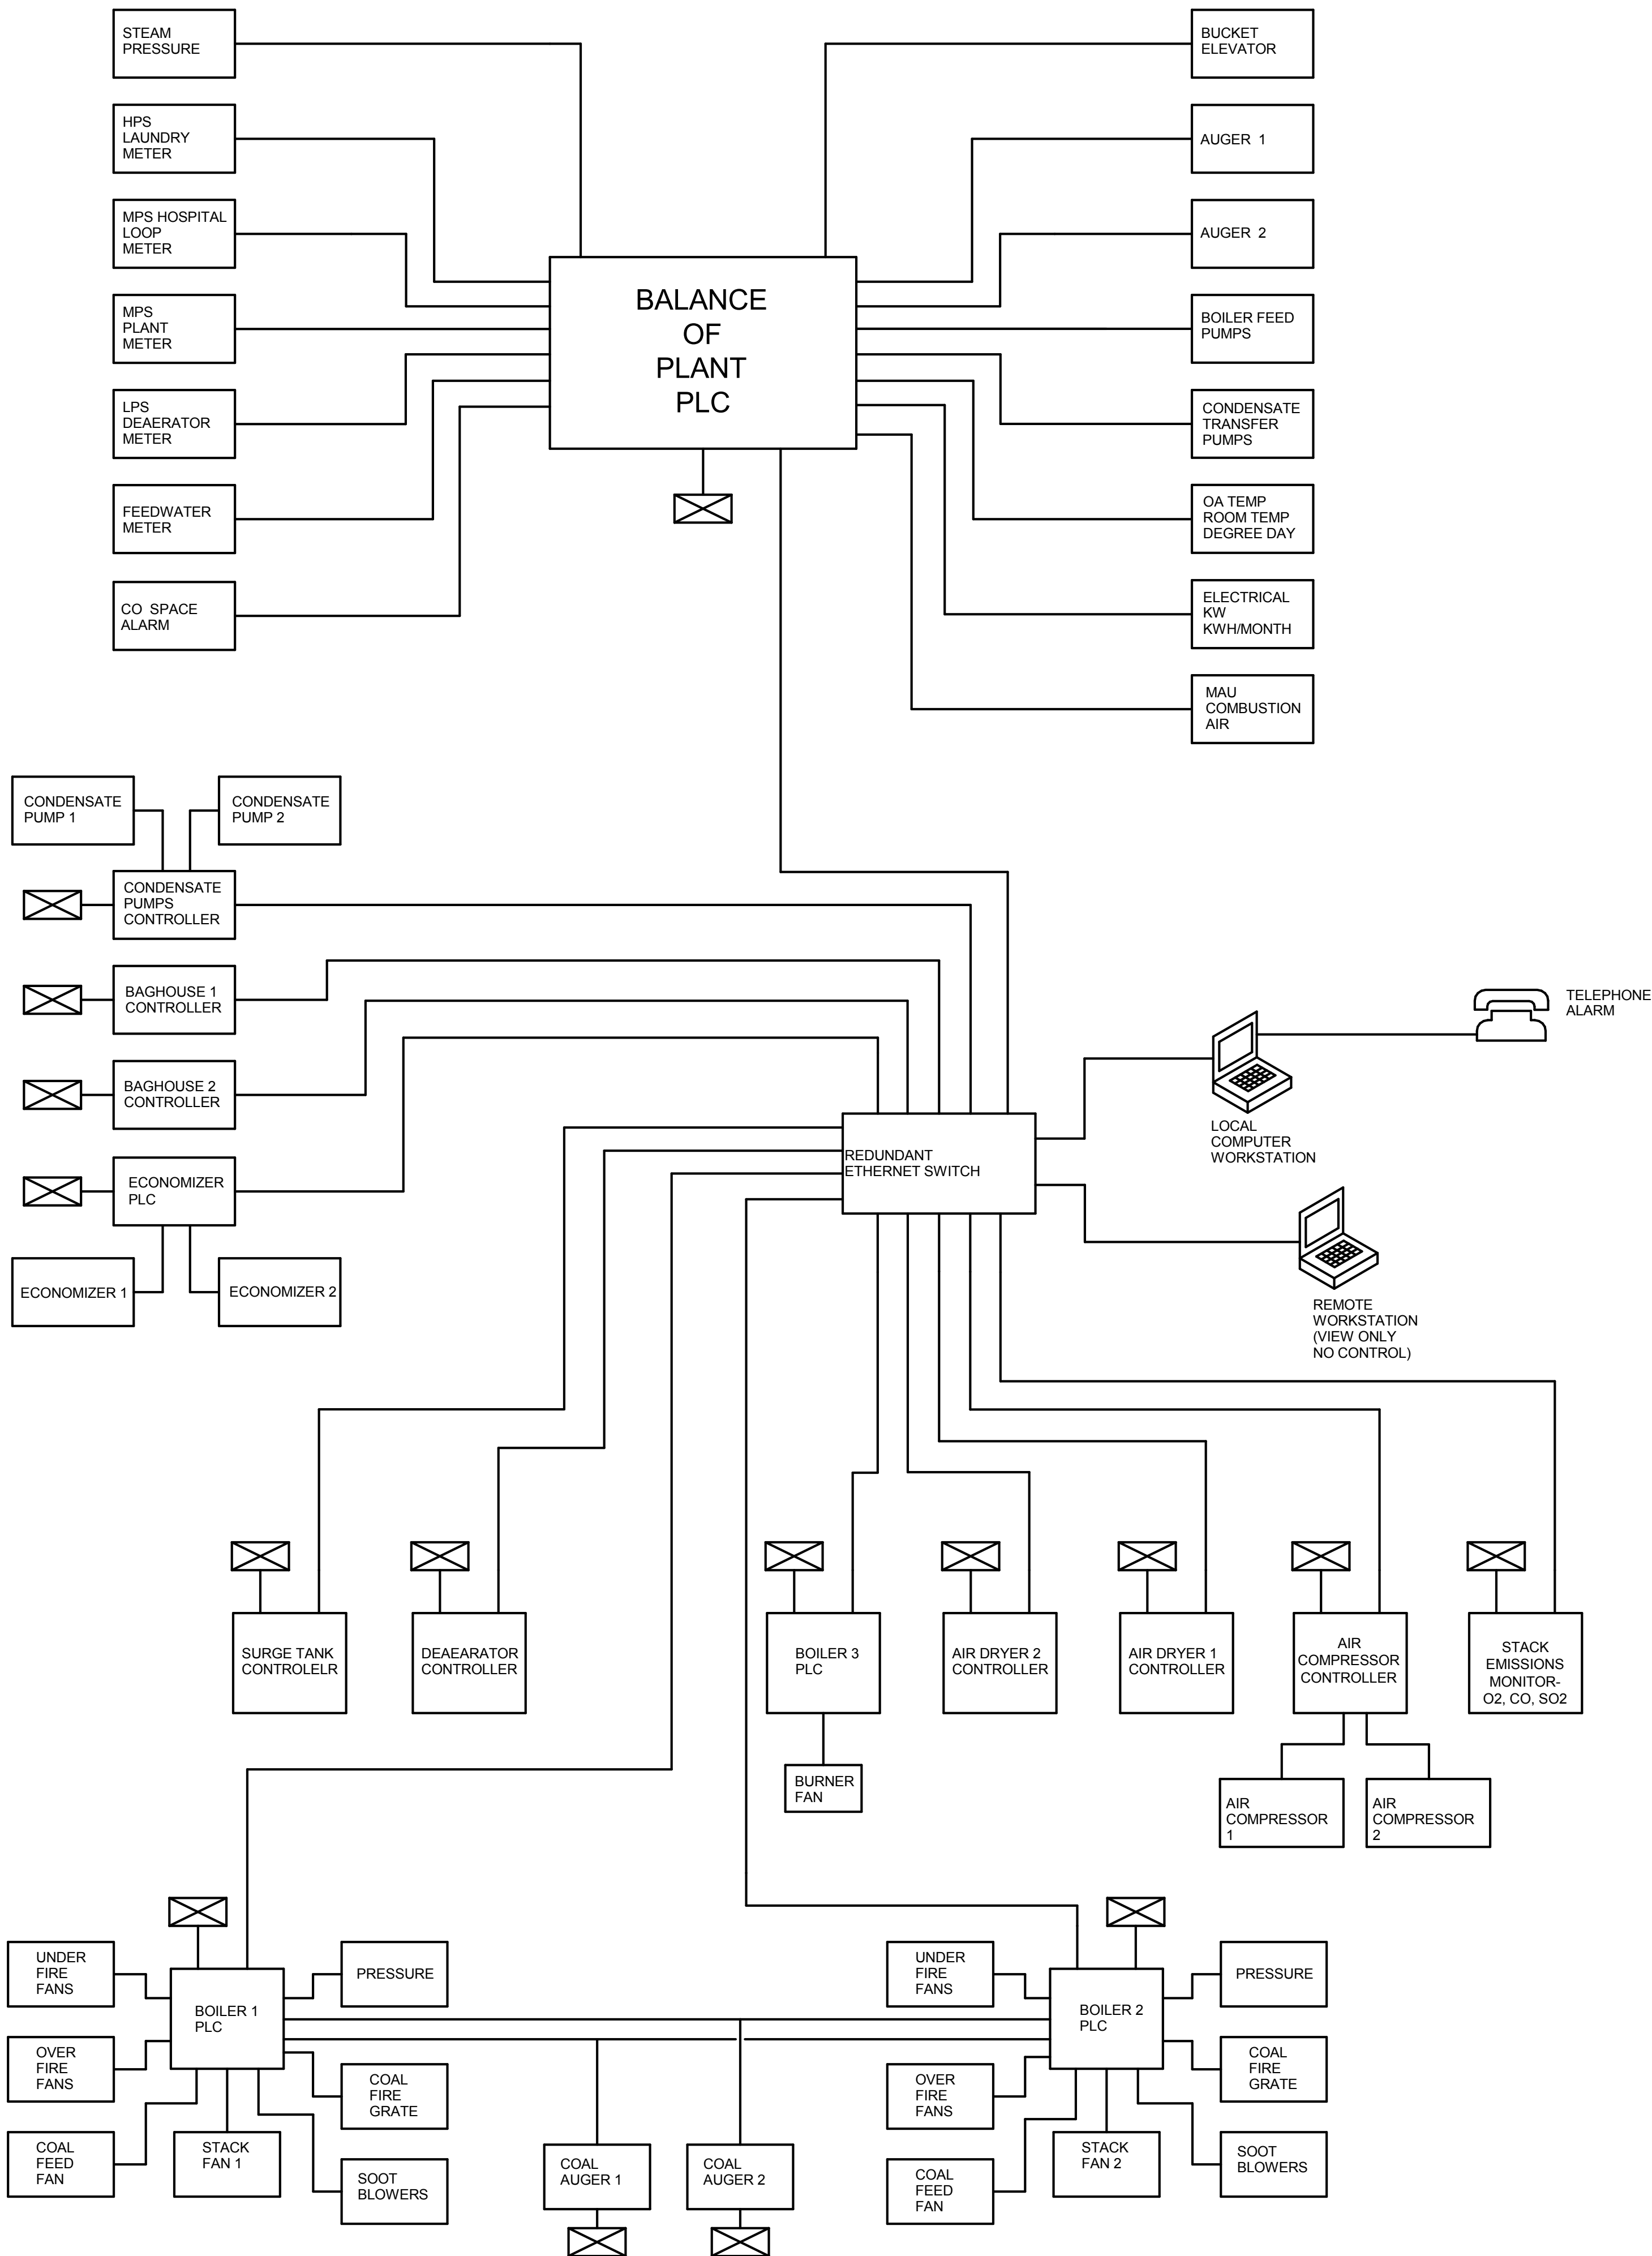 STEAM
PRESSURE
BUCKET
ELEVATOR
HPS
LAUNDRY
METER
AUGER 1
MPS HOSPITAL
LOOP
METER
AUGER 2
BALANCE
OF
PLANT
PLC
MPS
PLANT
METER
BOILER FEED
PUMPS
LPS
DEAERATOR
METER
CONDENSATE
TRANSFER
PUMPS
FEEDWATER
METER
OA TEMP
ROOM TEMP
DEGREE DAY
CO SPACE
ALARM
ELECTRICAL
KW
KWH/MONTH
MAU
COMBUSTION
AIR
CONDENSATE
PUMP 1
CONDENSATE
PUMP 2
CONDENSATE
PUMPS
CONTROLLER
BAGHOUSE 1
CONTROLLER
TELEPHONE
ALARM
BAGHOUSE 2
CONTROLLER
LOCAL
COMPUTER
WORKSTATION
REDUNDANT
ETHERNET SWITCH
ECONOMIZER
PLC
ECONOMIZER 1
ECONOMIZER 2
REMOTE
WORKSTATION
(VIEW ONLY
NO CONTROL)
SURGE TANK
CONTROLELR
DEAEARATOR
CONTROLLER
BOILER 3
PLC
AIR DRYER 2
CONTROLLER
AIR DRYER 1
CONTROLLER
AIR
COMPRESSOR
CONTROLLER
STACK
EMISSIONS
MONITOR-
O2, CO, SO2
BURNER
FAN
AIR
COMPRESSOR
1
AIR
COMPRESSOR
2
UNDER
FIRE
FANS
PRESSURE
BOILER 1
PLC
OVER
FIRE
FANS
COAL
FIRE
GRATE
COAL
FEED
FAN
STACK
FAN 1
SOOT
BLOWERS
COAL
AUGER 1
COAL
AUGER 2
UNDER
FIRE
FANS
PRESSURE
BOILER 2
PLC
OVER
FIRE
FANS
COAL
FIRE
GRATE
COAL
FEED
FAN
STACK
FAN 2
SOOT
BLOWERS